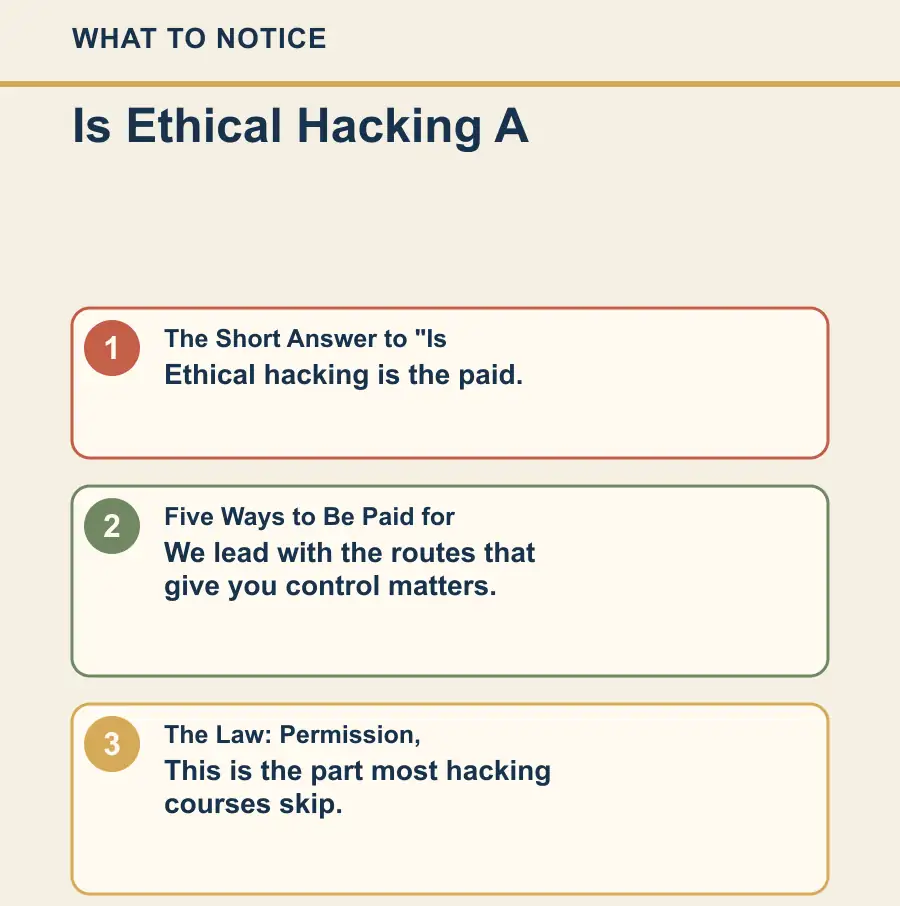 WHAT TO NOTICE
Is Ethical Hacking A
1
The Short Answer to "Is
Ethical hacking is the paid.
2
Five Ways to Be Paid for
We lead with the routes that
give you control matters.
3
The Law: Permission,
This is the part most hacking
courses skip.